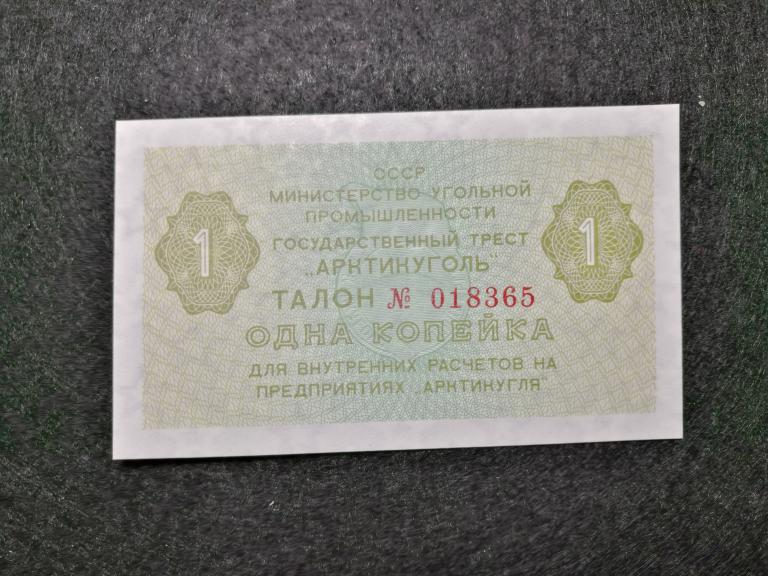 СССР
МИНИСТЕРСТВО УГОЛЬНОЙ
ПРОМЫШЛЕННОСТИ
ГОСУДАРСТВЕННЫЙ ТРЕСТ
„АРКТИКУГОЛЬ"
1
1
ТАЛОН № 018365
ОДНА КОПЕЙКА
ДЛЯ ВНУТРЕННИХ РАСЧЕТОВ НА
ПРЕДПРИЯТИЯХ „АРКТИКУГЛЯ"